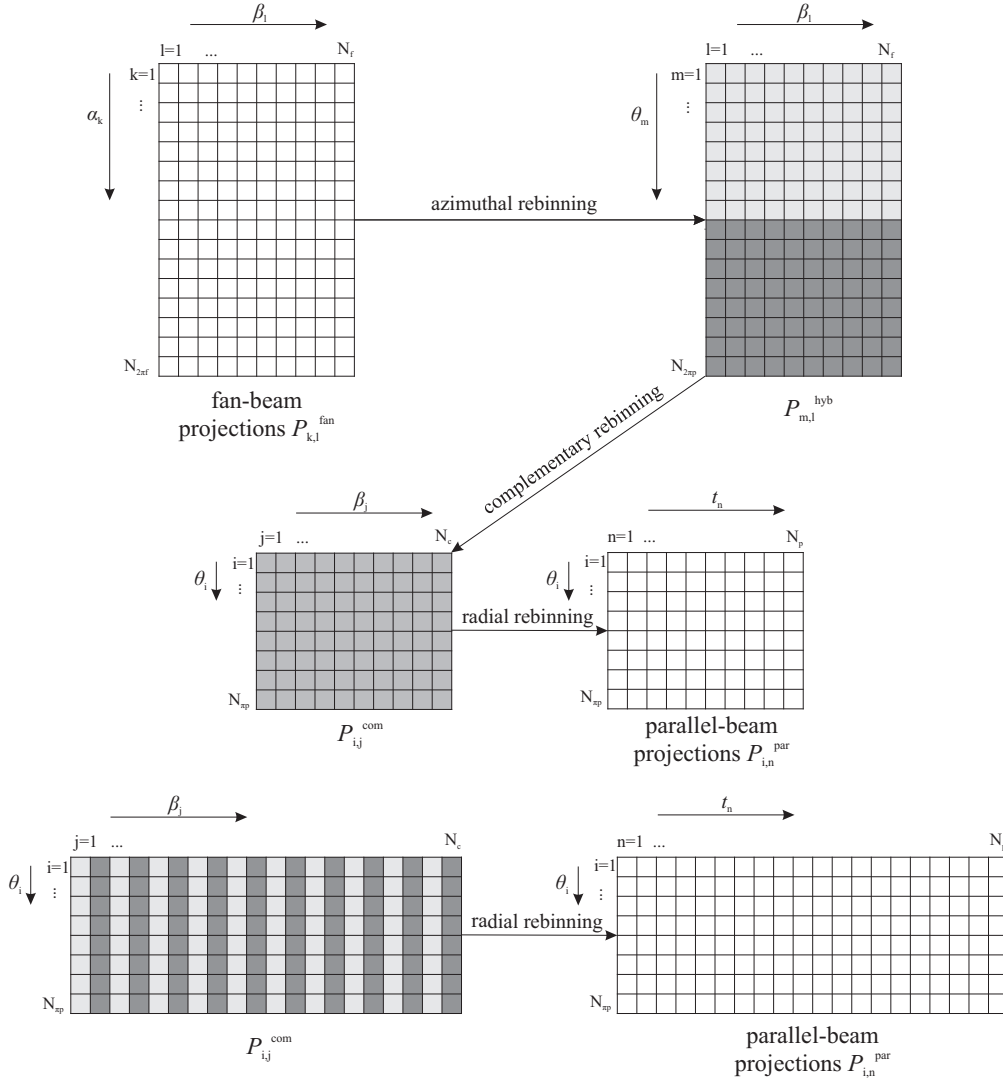 β_l
β_l
l=1 ... N_f
l=1 ... N_f
k=1
m=1
⋮
⋮
α_k
θ_m
azimuthal rebinning
N_2πf
N_2πp
fan-beam
projections P_k,l^fan
P_m,l^hyb
complementary rebinning
β_j
t_n
j=1 ... N_c
n=1 ... N_p
i=1
i=1
θ_i
⋮
θ_i
⋮
radial rebinning
N_πp
N_πp
P_i,j^com
parallel-beam
projections P_i,n^par
β_j
t_n
j=1 ... N_c
n=1 ... N
i=1
i=1
θ_i
⋮
θ_i
⋮
radial rebinning
N_πp
N_πp
P_i,j^com
parallel-beam
projections P_i,n^par